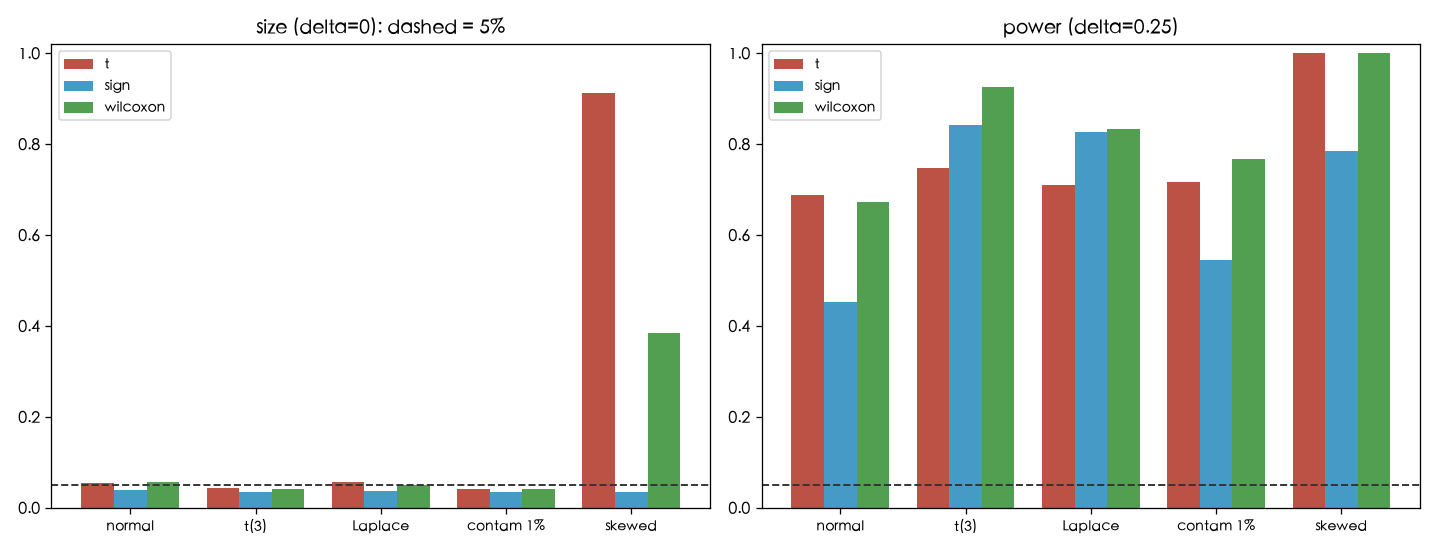 size (delta=0): dashed = 5%
1.0
0.8
0.6
0.4
0.2
0.0
t
sign
wilcoxon
normal
t(3)
Laplace
contam 1%
skewed
power (delta=0.25)
1.0
0.8
0.6
0.4
0.2
0.0
t
sign
wilcoxon
normal
t(3)
Laplace
contam 1%
skewed